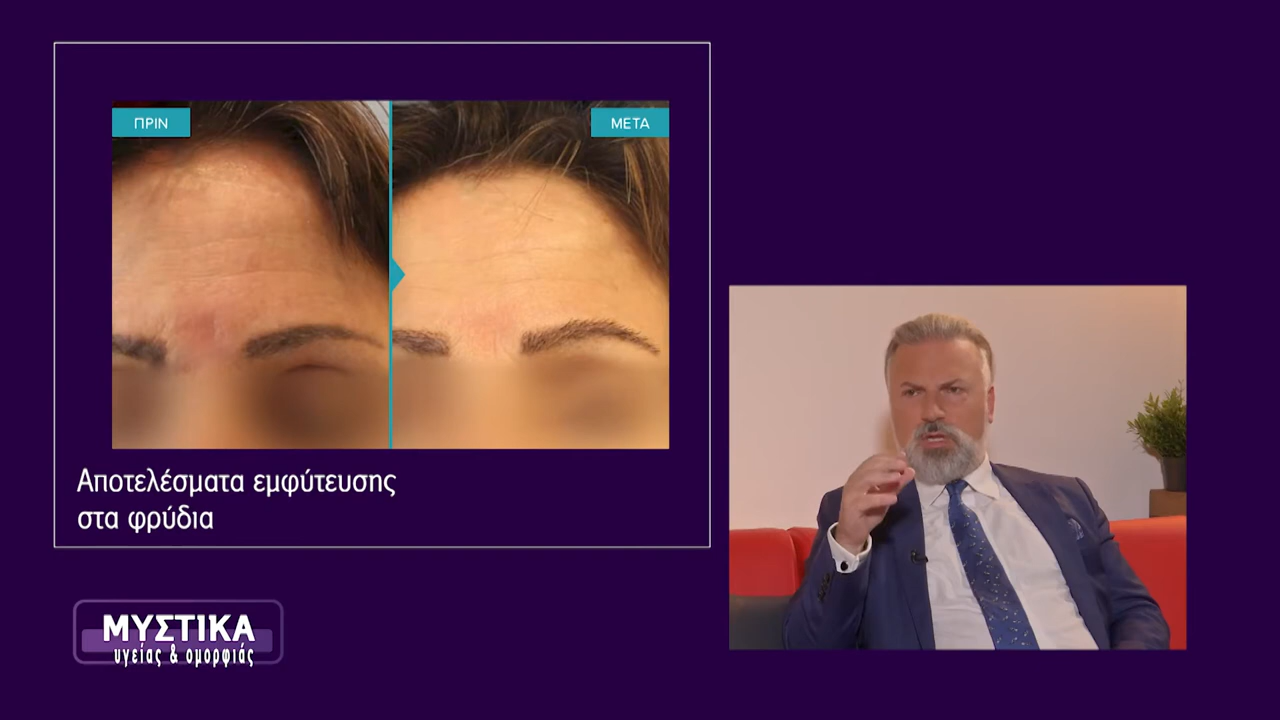 ΠΡΙΝ
ΜΕΤΑ
Αποτελέσματα εμφύτευσης
στα φρύδια
ΜΥΣΤΙΚΑ
υγείας & ομορφιάς